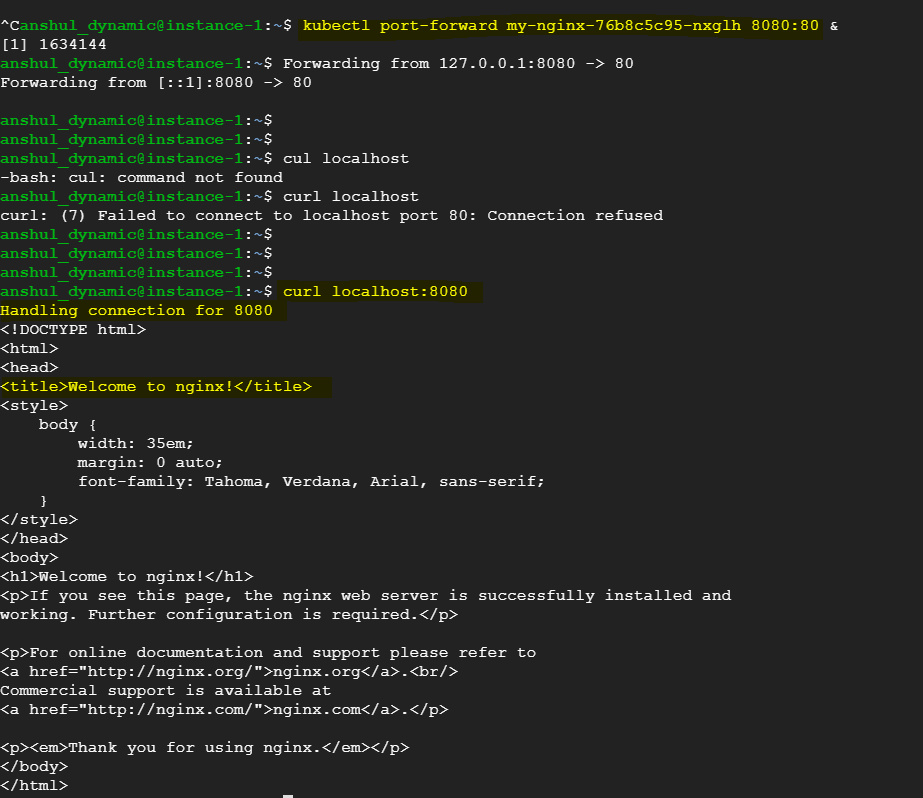 ^Canshul_dynamic@instance-1:~$ kubectl port-forward my-nginx-76b8c5c95-nxglh 8080:80 &
[1] 1634144
anshul_dynamic@instance-1:~$ Forwarding from 127.0.0.1:8080 -> 80
Forwarding from [::1]:8080 -> 80
anshul_dynamic@instance-1:~$
anshul_dynamic@instance-1:~$
anshul_dynamic@instance-1:~$ cul localhost
-bash: cul: command not found
anshul_dynamic@instance-1:~$ curl localhost
curl: (7) Failed to connect to localhost port 80: Connection refused
anshul_dynamic@instance-1:~$
anshul_dynamic@instance-1:~$
anshul_dynamic@instance-1:~$
anshul_dynamic@instance-1:~$ curl localhost:8080
Handling connection for 8080
<!DOCTYPE html>
<html>
<head>
<title>Welcome to nginx!</title>
<style>
    body {
        width: 35em;
        margin: 0 auto;
        font-family: Tahoma, Verdana, Arial, sans-serif;
    }
</style>
</head>
<body>
<h1>Welcome to nginx!</h1>
<p>If you see this page, the nginx web server is successfully installed and
working. Further configuration is required.</p>
<p>For online documentation and support please refer to
<a href="http://nginx.org/">nginx.org</a>.<br/>
Commercial support is available at
<a href="http://nginx.com/">nginx.com</a>.</p>
<p><em>Thank you for using nginx.</em></p>
</body>
</html>